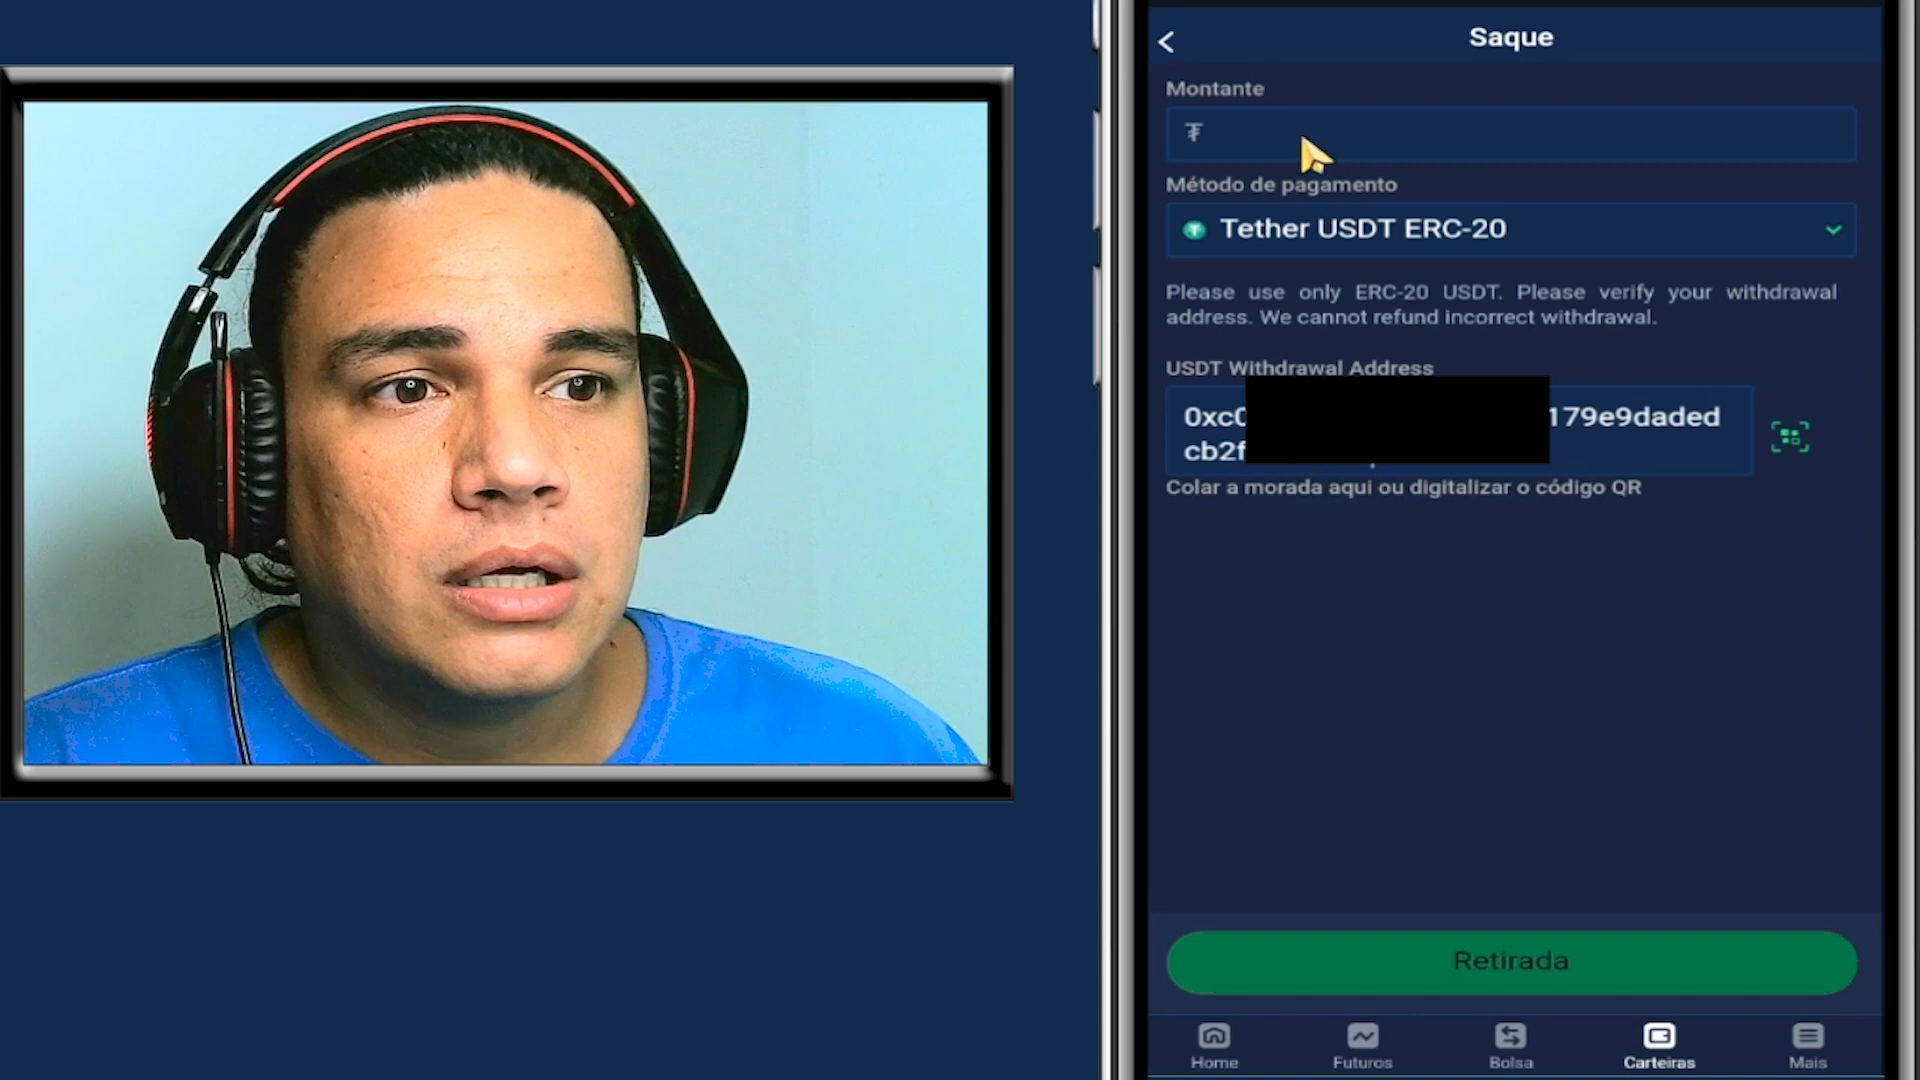 Saque
Montante
₮
Método de pagamento
Tether USDT ERC-20
Please use only ERC-20 USDT. Please verify your withdrawal
address. We cannot refund incorrect withdrawal.
USDT Withdrawal Address
0xc0 179e9daded
cb2f
Colar a morada aqui ou digitalizar o código QR
Retirada
Home Futuros Bolsa Carteiras Mais